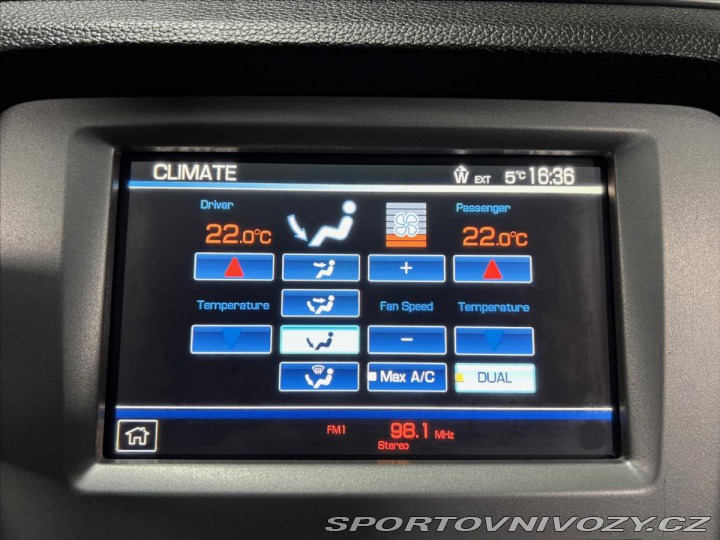 CLIMATE
W EXT 5°C 16:36
Driver
Passenger
22.0°C
22.0°C
+
Temperature
Fan Speed
Temperature
-
Max A/C
DUAL
FM1 98.1 MHz
Stereo
SPORTOVNIVOZY.CZ